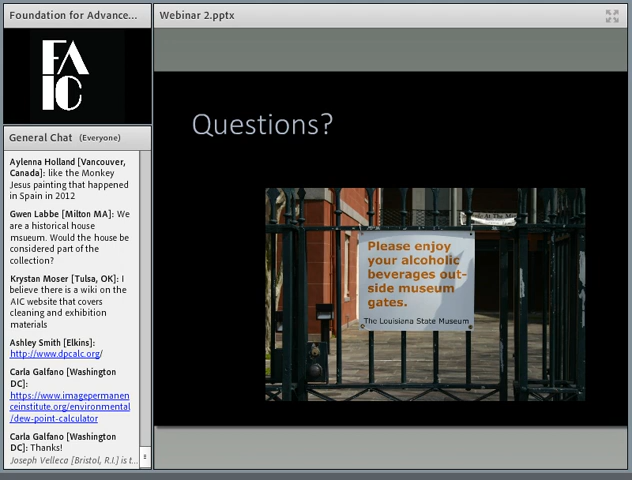 Foundation for Advance...
FA
IC
General Chat (Everyone)
Aylenna Holland [Vancouver,
Canada]: like the Monkey
Jesus painting that happened
in Spain in 2012
Gwen Labbe [Milton MA]: We
are a historical house
msueum. Would the house be
considered part of the
collection?
Krystan Moser [Tulsa, OK]: I
believe there is a wiki on the
AIC website that covers
cleaning and exhibition
materials
Ashley Smith [Elkins]:
http://www.dpcalc.org/
Carla Galfano [Washington
DC]:
https://www.imagepermanen
ceinstitute.org/environmental
/dew-point-calculator
Carla Galfano [Washington
DC]: Thanks!
Joseph Velleca [Bristol, R.I.] is t...
Webinar 2.pptx
Questions?
Please enjoy
your alcoholic
beverages out-
side museum
gates.
The Louisiana State Museum